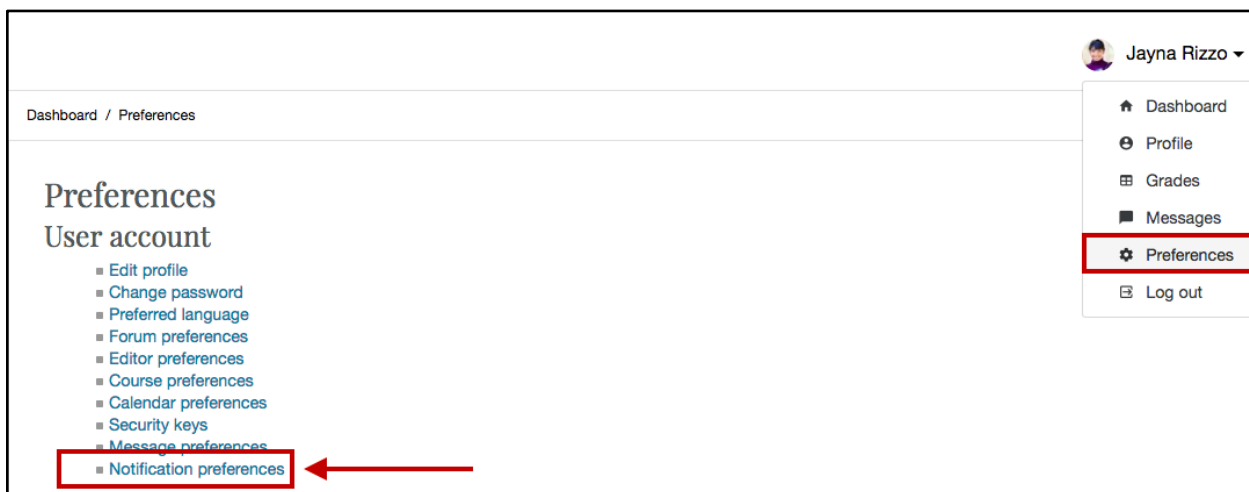 Jayna Rizzo
Dashboard / Preferences
Dashboard
Profile
Grades
Messages
Preferences
Log out
Preferences
User account
Edit profile
Change password
Preferred language
Forum preferences
Editor preferences
Course preferences
Calendar preferences
Security keys
Message preferences
Notification preferences